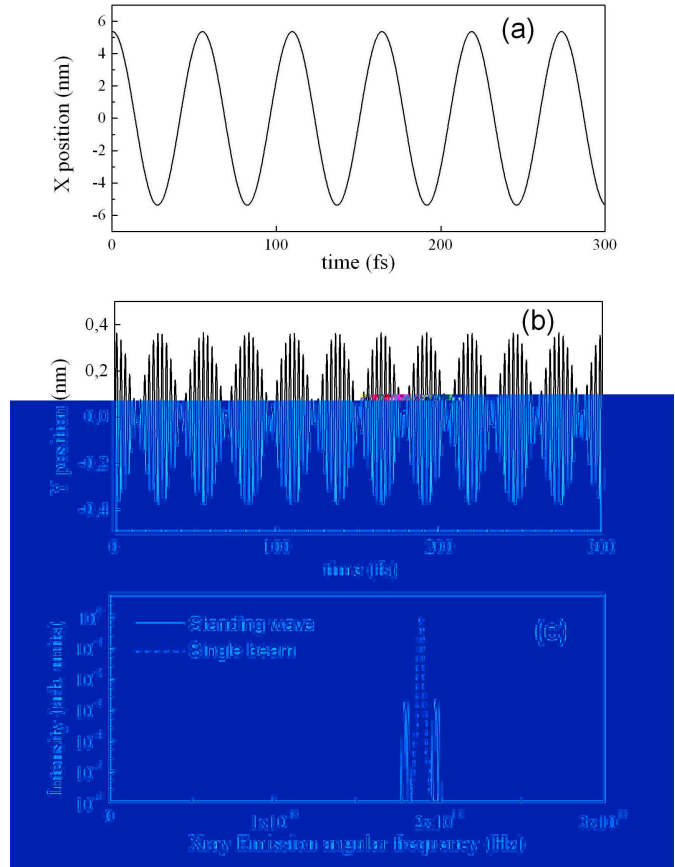 (a)
X position (nm)
6
4
2
0
-2
-4
-6
0 100 200 300
time (fs)
(b)
Y position (nm)
0,4
0,2
0,0
-0,2
-0,4
0 100 200 300
time (fs)
(c)
Intensity (arb. units)
Standing wave
Single beam
0
Xray Emission angular frequency (Hz)